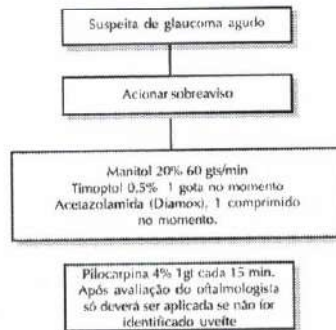 Suspeita de glaucoma agudo
Acionar sobreaviso
Manitol 20% 60 gts/min
Timoptol 0,5% 1 gota no momento
Acetazolamida (Diamox), 1 comprimido
no momento.
Pilocarpina 4% 1gt cada 15 min.
Após avaliação do oftalmologista
só deverá ser aplicada se não for
identificado uveíte